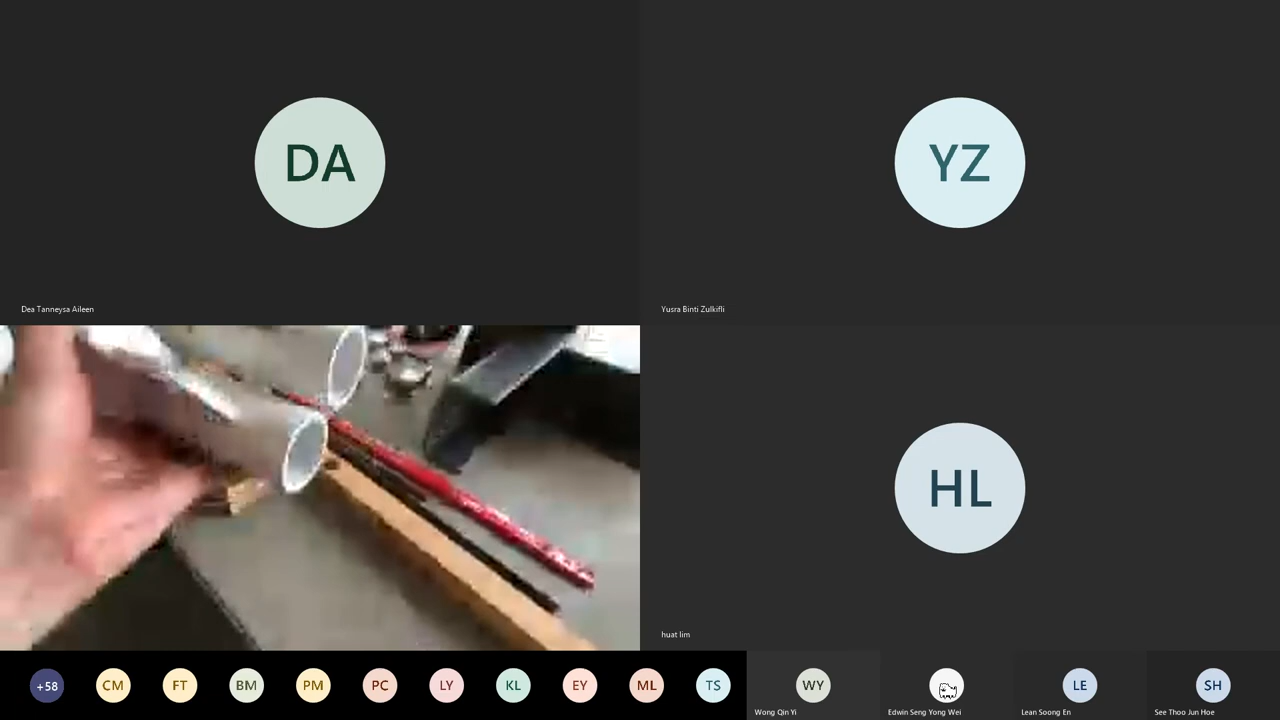 DA
YZ
Dea Tanneysa Aileen
Yusra Binti Zulkifli
HL
huat lim
+58
CM
FT
BM
PM
PC
LY
KL
EY
ML
TS
WY
LE
SH
Wong Qin Yi
Edwin Seng Yong Wei
Lean Soong En
See Thoo Jun Hoe